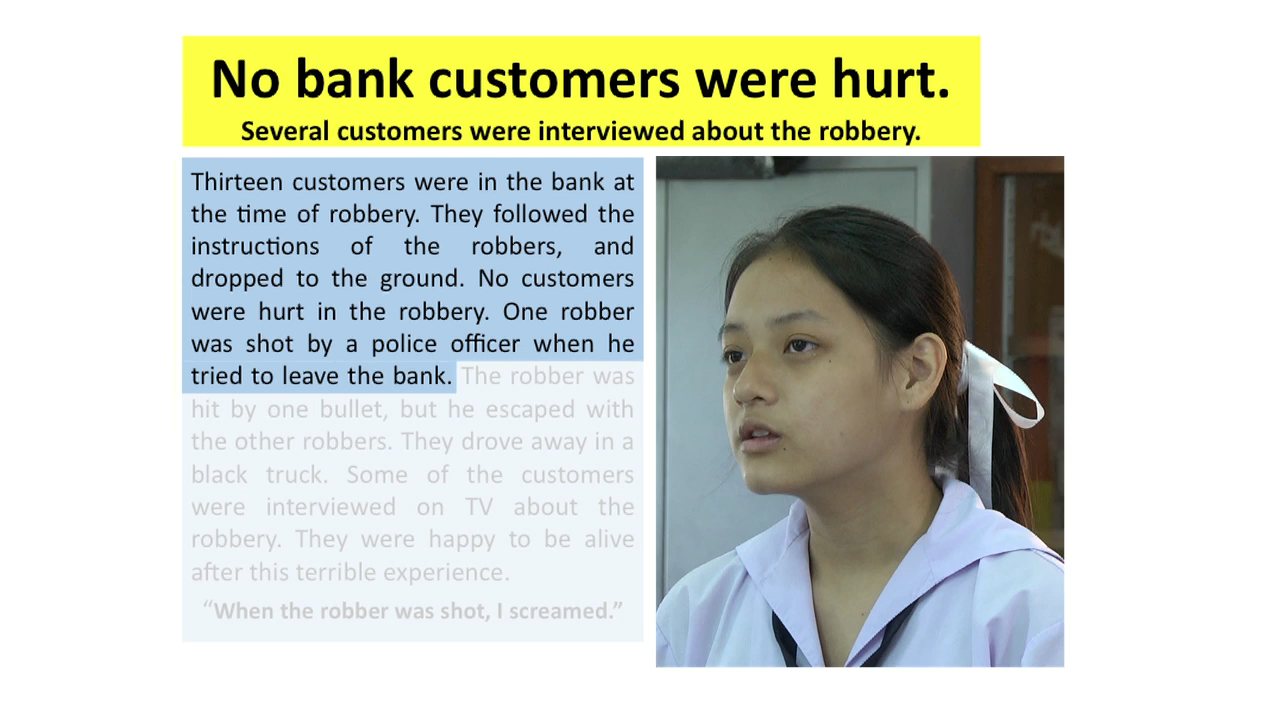 No bank customers were hurt.
Several customers were interviewed about the robbery.
Thirteen customers were in the bank at
the time of robbery. They followed the
instructions of the robbers, and
dropped to the ground. No customers
were hurt in the robbery. One robber
was shot by a police officer when he
tried to leave the bank. The robber was
hit by one bullet, but he escaped with
the other robbers. They drove away in a
black truck. Some of the customers
were interviewed on TV about the
robbery. They were happy to be alive
after this terrible experience.
“When the robber was shot, I screamed.”